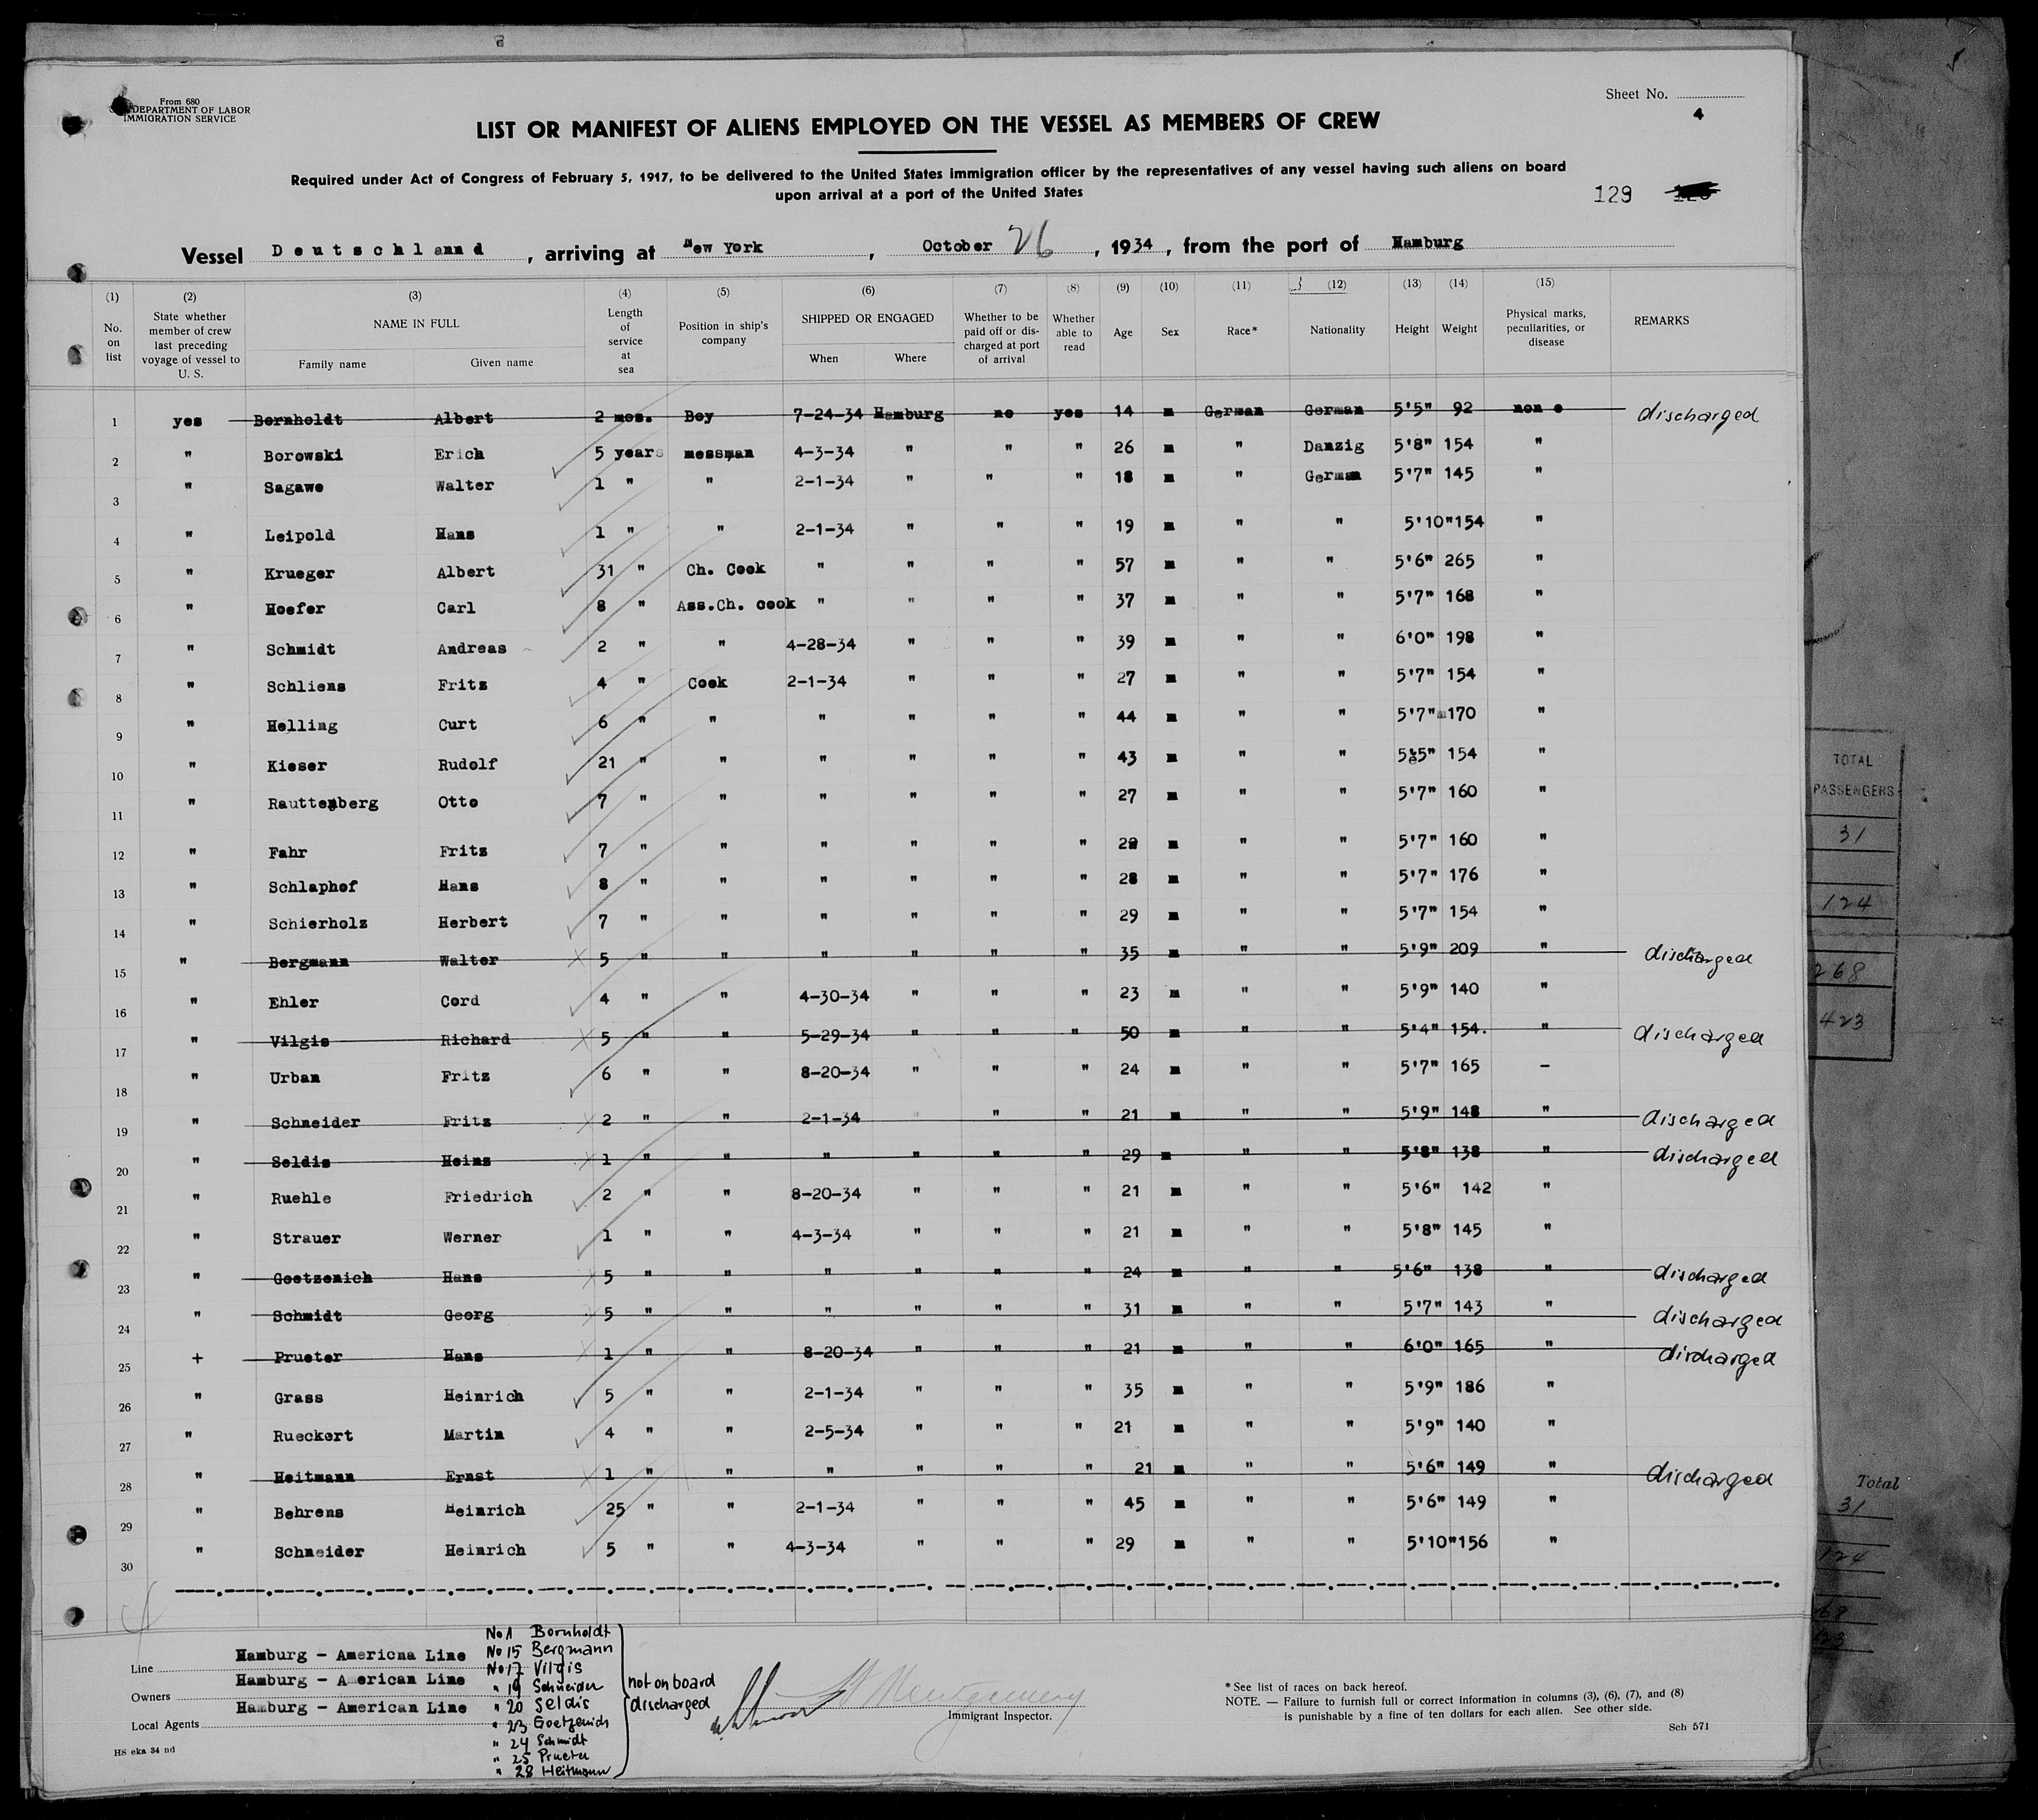 From 680
DEPARTMENT OF LABOR
IMMIGRATION SERVICE
Sheet No.
4
LIST OR MANIFEST OF ALIENS EMPLOYED ON THE VESSEL AS MEMBERS OF CREW
Required under Act of Congress of February 5, 1917, to be delivered to the United States immigration officer by the representatives of any vessel having such aliens on board
upon arrival at a port of the United States
129
Vessel Deutschlannd , arriving at New York , October 26 , 1934 , from the port of Hamburg
(1) (2) (3) (4) (5) (6) (7) (8) (9) (10) (11) (12) (13) (14) (15)
No. on list State whether member of crew last preceding voyage of vessel to U. S. NAME IN FULL Family name Given name Length of service at sea Position in ship's company SHIPPED OR ENGAGED When Where Whether to be paid off or discharged at port of arrival Whether able to read Age Sex Race* Nationality Height Weight Physical marks, peculiarities, or disease REMARKS
1 yes Bornholdt Albert 2 mos. Boy 7-24-34 Hamburg no yes 14 m German German 5'5" 92 non e discharged
2 " Borowski Erich 5 years messman 4-3-34 " " " 26 m " Danzig 5'8" 154 "
3 " Sagawe Walter 1 " " 2-1-34 " " " 18 m " German 5'7" 145 "
4 " Leipold Hans 1 " " 2-1-34 " " " 19 m " " 5'10" 154 "
5 " Krueger Albert 31 " Ch. Cook " " " " 57 m " " 5'6" 265 "
6 " Hoefer Carl 8 " Ass.Ch. cook " " " " 37 m " " 5'7" 168 "
7 " Schmidt Andreas 2 " " 4-28-34 " " " 39 m " " 6'0" 198 "
8 " Schliens Fritz 4 " Cook 2-1-34 " " " 27 m " " 5'7" 154 "
9 " Helling Curt 6 " " " " " " 44 m " " 5'7" 170 "
10 " Kieser Rudolf 21 " " " " " " 43 m " " 5'5" 154 "
11 " Rauttenberg Otto 7 " " " " " " 27 m " " 5'7" 160 "
12 " Fahr Fritz 7 " " " " " " m " " 5'7" 160 "
13 " Schlaphof Hans 8 " " " " " " 28 m " " 5'7" 176 "
14 " Schierholz Herbert 7 " " " " " " 29 m " " 5'7" 154 "
15 " Bergmann Walter 5 " " " " " " 35 m " " 5'9" 209 " discharged
16 " Ehler Cord 4 " " 4-30-34 " " " 23 m " " 5'9" 140 "
17 " Vilgis Richard 5 " " 5-29-34 " " " 50 m " " 5'4" 154. " discharged
18 " Urban Fritz 6 " " 8-20-34 " " " 24 m " " 5'7" 165 -
19 " Schneider Fritz 2 " " 2-1-34 " " " 21 m " " 5'9" 148 " discharged
20 " Seldis Heinz 1 " " " " " " 29 m " " 5'8" 138 " discharged
21 " Ruehle Friedrich 2 " " 8-20-34 " " " 21 m " " 5'6" 142 "
22 " Strauer Werner 1 " " 4-3-34 " " " 21 m " " 5'8" 145 "
23 " Goetzenich Hans 5 " " " " " " 24 m " " 5'6" 138 " discharged
24 " Schmidt Georg 5 " " " " " " 31 m " " 5'7" 143 " discharged
25 + Prueter Hans 1 " " 8-20-34 " " " 21 m " " 6'0" 165 " discharged
26 " Grass Heinrich 5 " " 2-1-34 " " " 35 m " " 5'9" 186 "
27 " Rueckert Martin 4 " " 2-5-34 " " " 21 m " " 5'9" 140 "
28 " Heitmann Ernst 1 " " " " " " 21 m " " 5'6" 149 " discharged
29 " Behrens Heinrich 25 " " 2-1-34 " " " 45 m " " 5'6" 149 "
30 " Schneider Heinrich 5 " " 4-3-34 " " " 29 m " " 5'10" 156 "
Line Hamburg - Americna Line
Owners Hamburg - American Line
Local Agents Hamburg - American Line
HS eka 34 nd
No 1 Bornholdt
No 15 Bergmann
No 17 Vilgis
" 19 Schneider
" 20 Seldis
" 23 Goetzenich
" 24 Schmidt
" 25 Prueter
" 28 Heitmann
not on board
discharged
Montgomery
Immigrant Inspector.
*See list of races on back hereof.
NOTE. — Failure to furnish full or correct information in columns (3), (6), (7), and (8)
is punishable by a fine of ten dollars for each alien. See other side.
Sch 571
TOTAL
PASSENGERS
31
124
268
423
Total
31
124